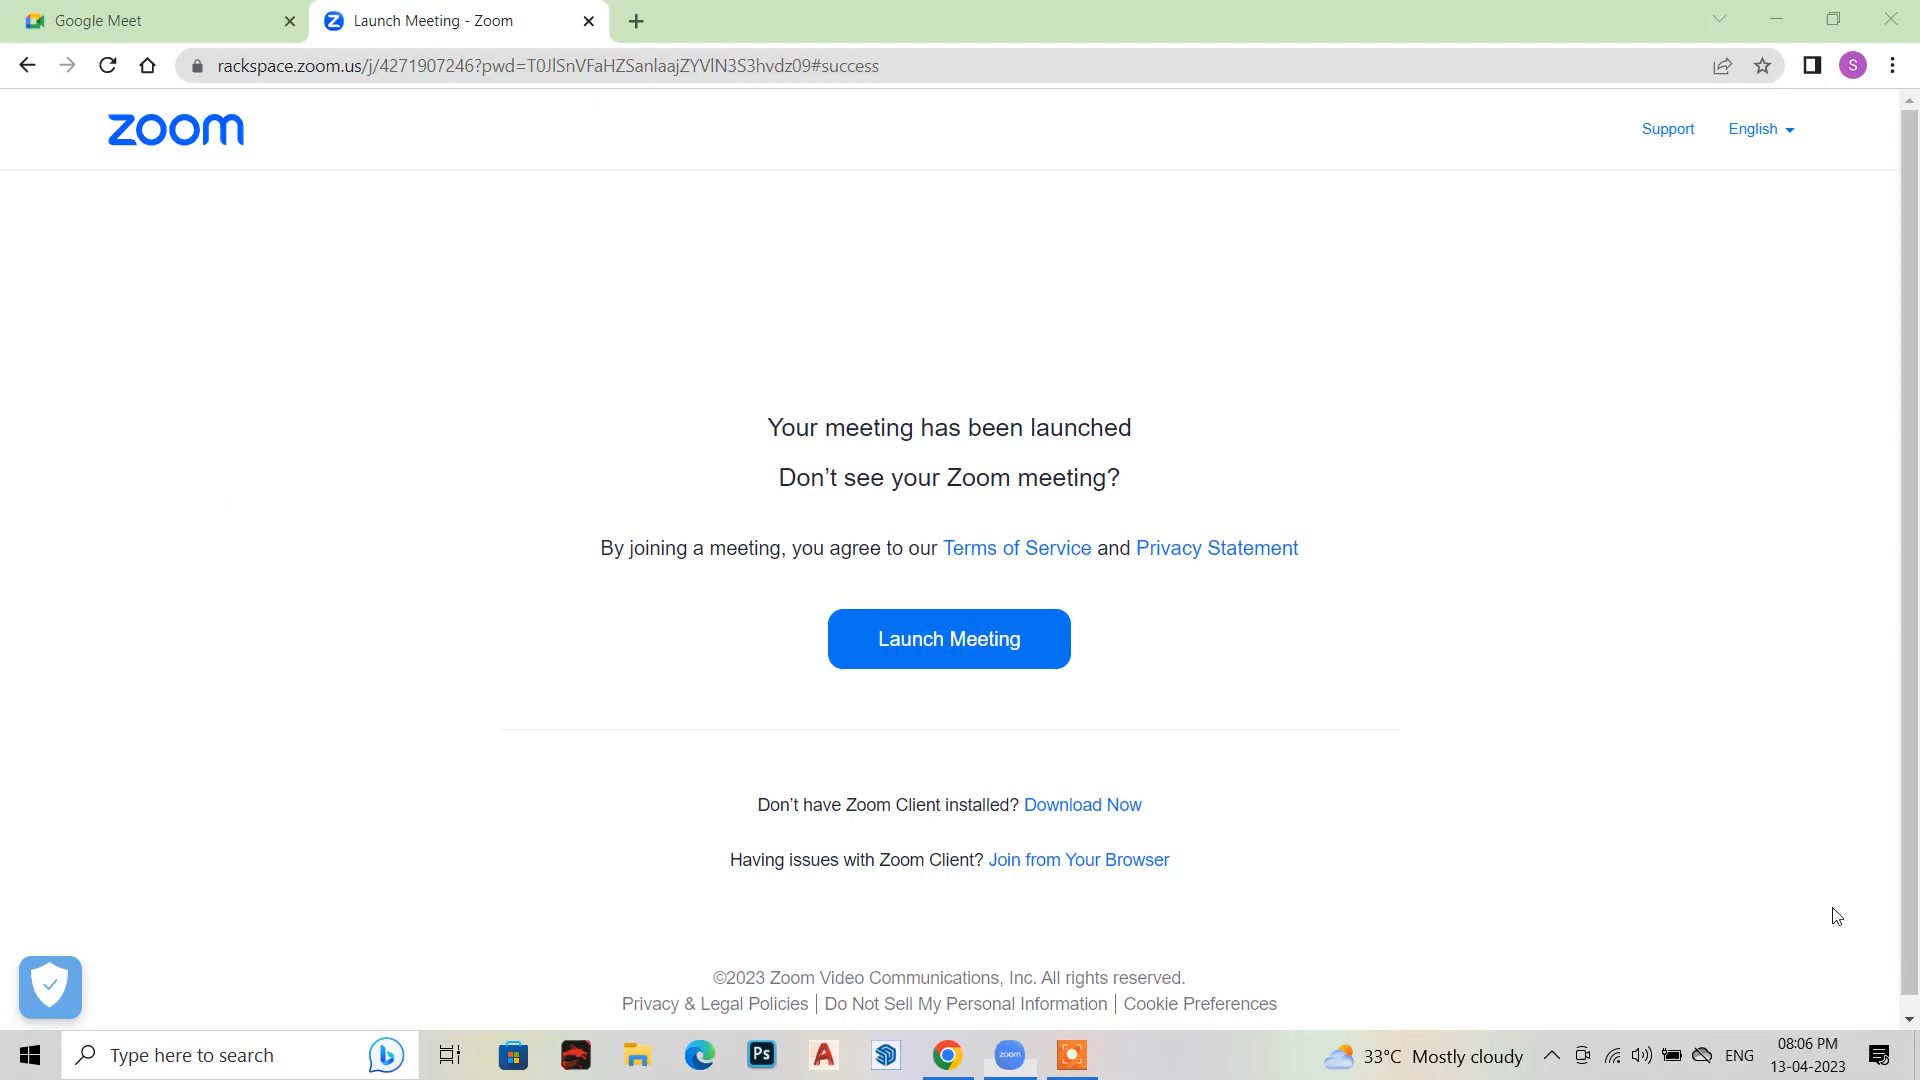 Google Meet
Launch Meeting - Zoom
rackspace.zoom.us/j/4271907246?pwd=T0JlSnVFaHZSanlaajZYVlN3S3hvdz09#success
S
zoom
Support
English
Your meeting has been launched
Don’t see your Zoom meeting?
By joining a meeting, you agree to our Terms of Service and Privacy Statement
Launch Meeting
Don’t have Zoom Client installed? Download Now
Having issues with Zoom Client? Join from Your Browser
©2023 Zoom Video Communications, Inc. All rights reserved.
Privacy & Legal Policies | Do Not Sell My Personal Information | Cookie Preferences
Type here to search
Ps
zoom
33°C Mostly cloudy
ENG
08:06 PM
13-04-2023